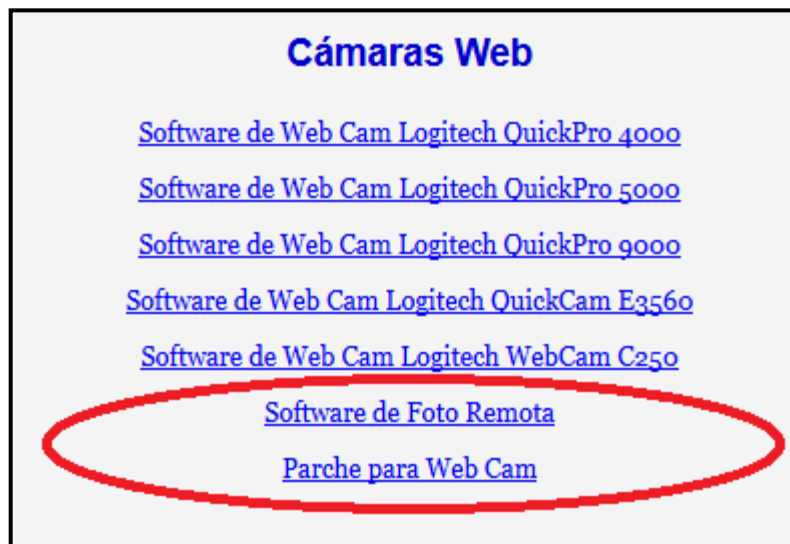 Cámaras Web
Software de Web Cam Logitech QuickPro 4000
Software de Web Cam Logitech QuickPro 5000
Software de Web Cam Logitech QuickPro 9000
Software de Web Cam Logitech QuickCam E3560
Software de Web Cam Logitech WebCam C250
Software de Foto Remota
Parche para Web Cam